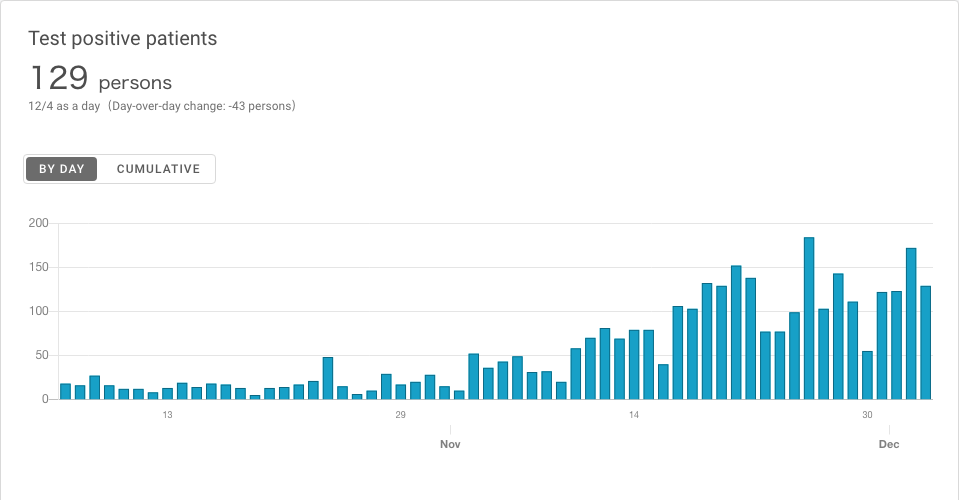 Test positive patients
129 persons
12/4 as a day（Day-over-day change: -43 persons）
BY DAY CUMULATIVE
200
150
100
50
0
13 29 14 30
Nov Dec